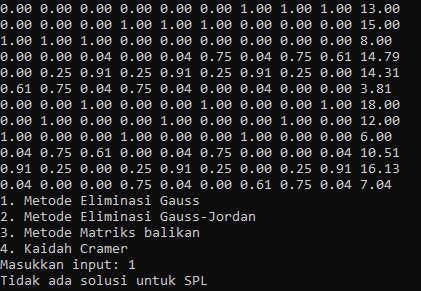 0.00 0.00 0.00 0.00 0.00 0.00 1.00 1.00 1.00 13.00
0.00 0.00 0.00 1.00 1.00 1.00 0.00 0.00 0.00 15.00
1.00 1.00 1.00 0.00 0.00 0.00 0.00 0.00 0.00 8.00
0.00 0.00 0.04 0.00 0.04 0.75 0.04 0.75 0.61 14.79
0.00 0.25 0.91 0.25 0.91 0.25 0.91 0.25 0.00 14.31
0.61 0.75 0.04 0.75 0.04 0.00 0.04 0.00 0.00 3.81
0.00 0.00 1.00 0.00 0.00 1.00 0.00 0.00 1.00 18.00
0.00 1.00 0.00 0.00 1.00 0.00 0.00 1.00 0.00 12.00
1.00 0.00 0.00 1.00 0.00 0.00 1.00 0.00 0.00 6.00
0.04 0.75 0.61 0.00 0.04 0.75 0.00 0.00 0.04 10.51
0.91 0.25 0.00 0.25 0.91 0.25 0.00 0.25 0.91 16.13
0.04 0.00 0.00 0.75 0.04 0.00 0.61 0.75 0.04 7.04
1. Metode Eliminasi Gauss
2. Metode Eliminasi Gauss-Jordan
3. Metode Matriks balikan
4. Kaidah Cramer
Masukkan input: 1
Tidak ada solusi untuk SPL